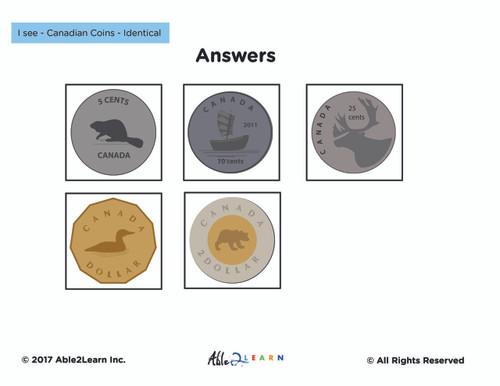 I see - Canadian Coins - Identical
Answers
5 CENTS
CANADA
CANADA
2011
10 cents
CANADA
25
cents
CANADA
DOLLAR
CANADA
2 DOLLAR
© 2017 Able2Learn Inc.
Able2LEARN
© All Rights Reserved